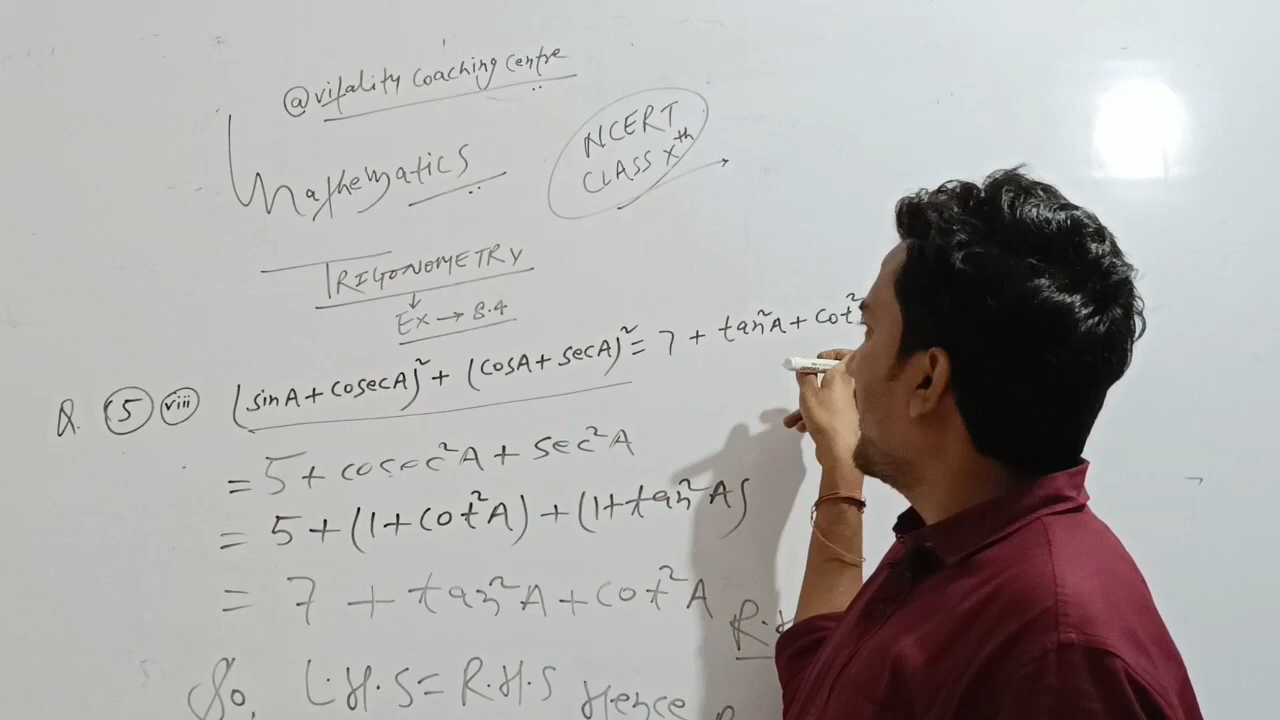 @vitality coaching centre
Mathematics
NCERT
CLASS Xth
TRIGONOMETRY
↓
Ex → 8.4
Q. 5 viii (sinA + cosecA)² + (cosA + secA)² = 7 + tan²A + cot²
= 5 + cosec²A + sec²A
= 5 + (1 + cot²A) + (1 + tan²A)
= 7 + tan²A + cot²A
R.
So, L.H.S = R.H.S Hence